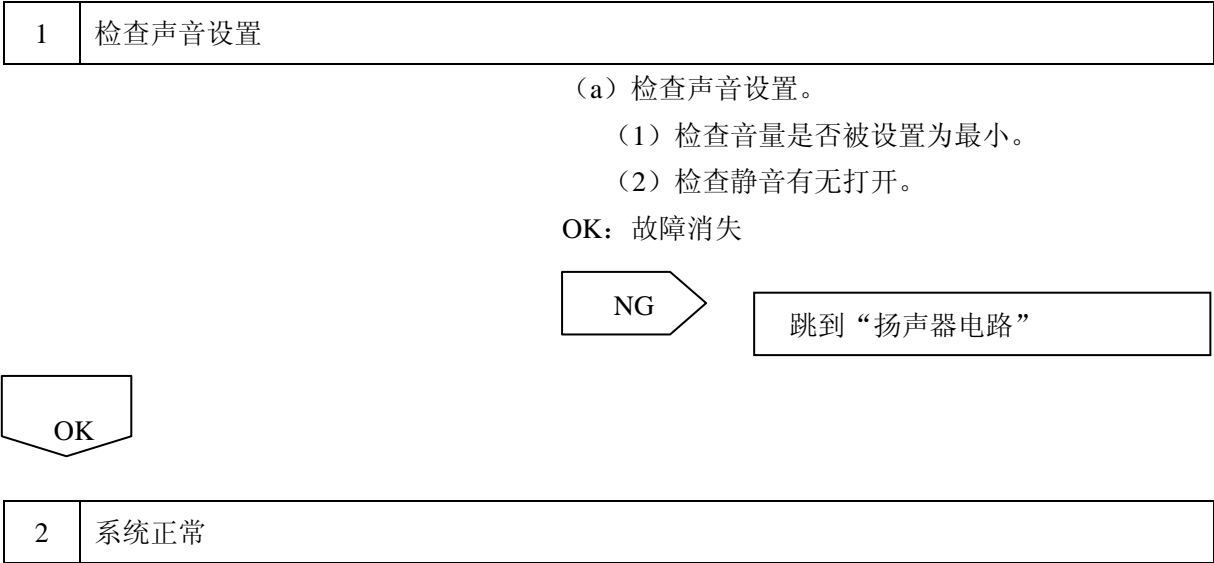 1 检查声音设置
（a）检查声音设置。
（1）检查音量是否被设置为最小。
（2）检查静音有无打开。
OK：故障消失
NG
跳到“扬声器电路”
OK
2 系统正常